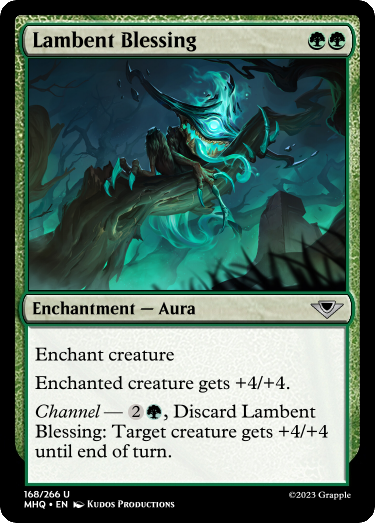 Lambent Blessing
Enchantment — Aura
Enchant creature
Enchanted creature gets +4/+4.
Channel — 2, Discard Lambent
Blessing: Target creature gets +4/+4
until end of turn.
168/266 U
MHQ • EN Kudos Productions
©2023 Grapple